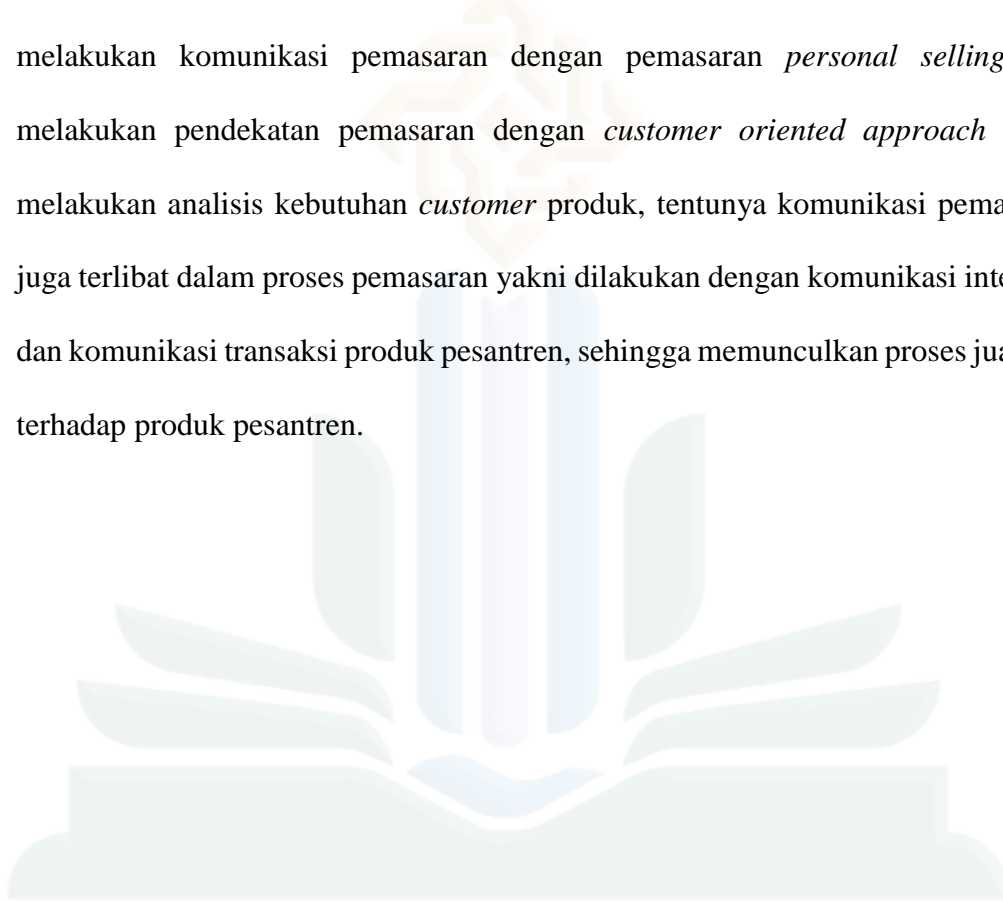 melakukan komunikasi pemasaran dengan pemasaran personal selling
melakukan pendekatan pemasaran dengan customer oriented approach
melakukan analisis kebutuhan customer produk, tentunya komunikasi
juga terlibat dalam proses pemasaran yakni dilakukan dengan komunikasi
dan komunikasi transaksi produk pesantren, sehingga memunculkan proses
terhadap produk pesantren.